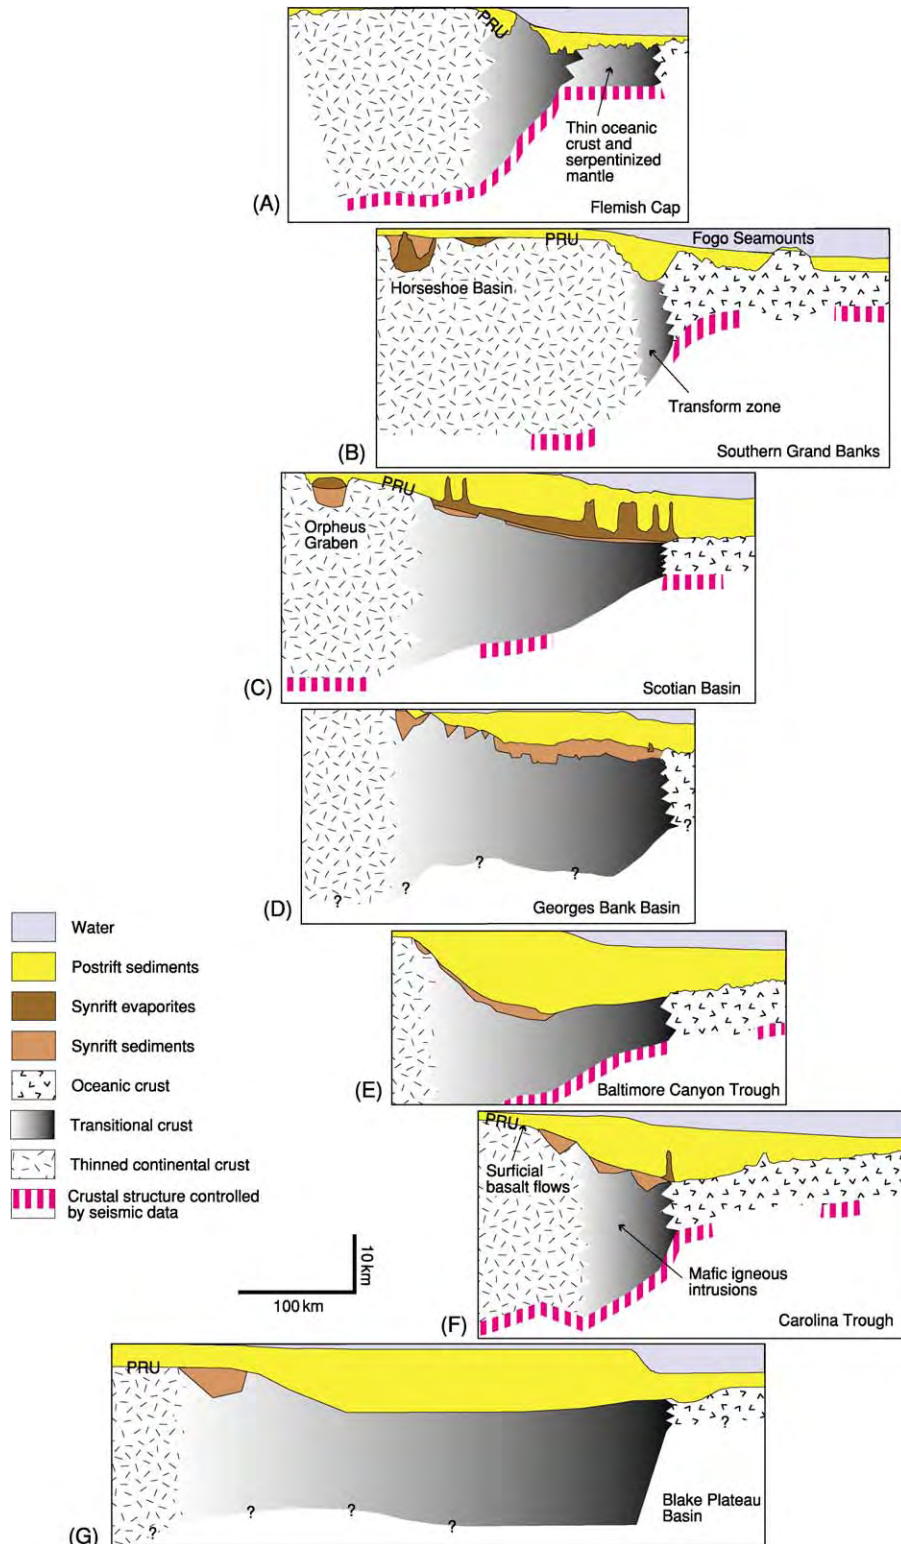 PRU
Thin oceanic
crust and
serpentinized
mantle
(A)
Flemish Cap
PRU
Fogo Seamounts
Horseshoe Basin
Transform zone
(B)
Southern Grand Banks
PRU
Orpheus
Graben
(C)
Scotian Basin
?
?
?
?
?
(D)
Georges Bank Basin
Water
Postrift sediments
Synrift evaporites
Synrift sediments
Oceanic crust
Transitional crust
Thinned continental crust
Crustal structure controlled
by seismic data
(E)
Baltimore Canyon Trough
PRU
Surficial
basalt flows
Mafic igneous
intrusions
(F)
Carolina Trough
10 km
100 km
PRU
?
Blake Plateau
Basin
?
?
?
?
(G)